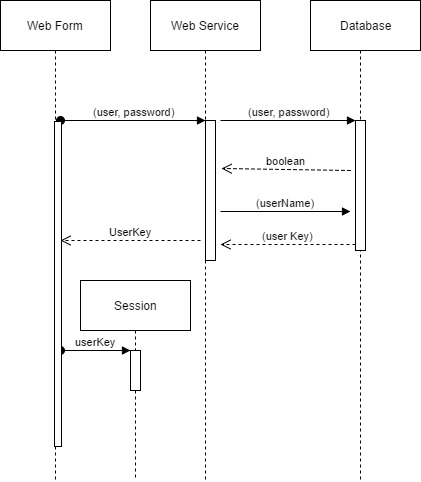 Web Form
Web Service
Database
(user, password)
(user, password)
boolean
(userName)
UserKey
(user Key)
Session
userKey